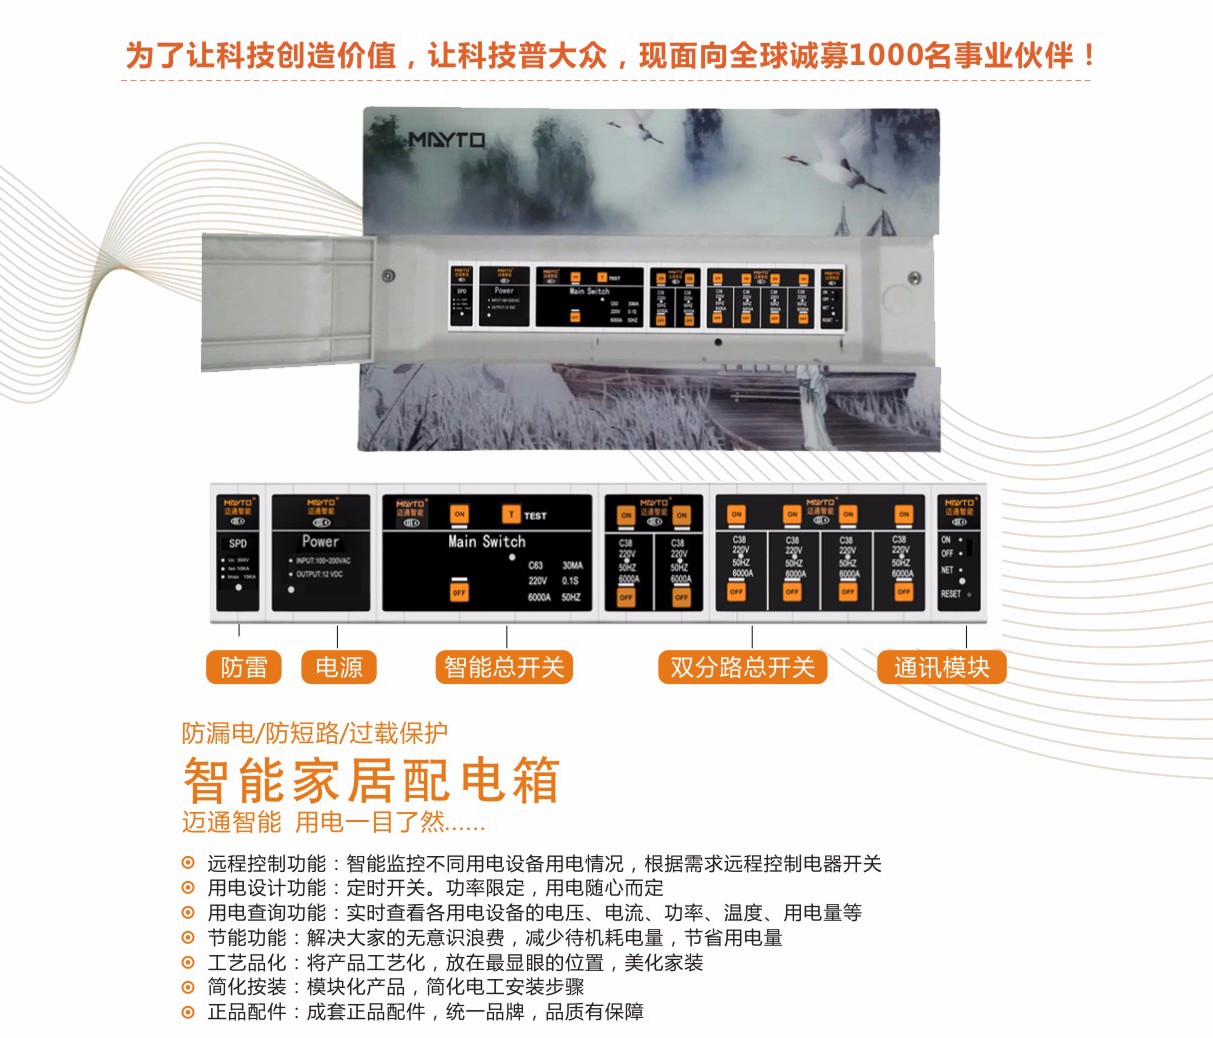 为了让科技创造价值，让科技普大众，现面向全球诚募1000名事业伙伴！
MAYTO
MAYTO
迈通智能
SPD
Uc 300V
Isn 10KA
Imax 15KA
MAYTO
迈通智能
Power
INPUT:100~200VAC
OUTPUT:12 VDC
MAYTO
迈通智能
ON
T TEST
Main Switch
C63 30MA
220V 0.1S
6000A 50HZ
OFF
MAYTO
迈通智能
ON ON
C38 C38
220V 220V
50HZ 50HZ
6000A 6000A
OFF OFF
MAYTO
迈通智能
ON ON ON ON
C38 C38 C38 C38
220V 220V 220V 220V
50HZ 50HZ 50HZ 50HZ
6000A 6000A 6000A 6000A
OFF OFF OFF OFF
MAYTO
迈通智能
ON
OFF
NET
RESET
防雷 电源 智能总开关 双分路总开关 通讯模块
防漏电/防短路/过载保护
智能家居配电箱
迈通智能 用电一目了然......
远程控制功能：智能监控不同用电设备用电情况，根据需求远程控制电器开关
用电设计功能：定时开关。功率限定，用电随心而定
用电查询功能：实时查看各用电设备的电压、电流、功率、温度、用电量等
节能功能：解决大家的无意识浪费，减少待机耗电量，节省用电量
工艺品化：将产品工艺化，放在最显眼的位置，美化家装
简化按装：模块化产品，简化电工安装步骤
正品配件：成套正品配件，统一品牌，品质有保障